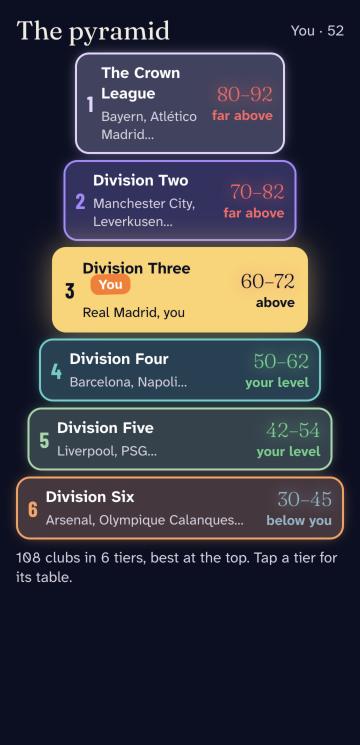 The pyramid
You · 52
1
The Crown
League
Bayern, Atlético
Madrid...
80–92
far above
2
Division Two
Manchester City,
Leverkusen...
70–82
far above
3
Division Three
You
Real Madrid, you
60–72
above
4
Division Four
Barcelona, Napoli...
50–62
your level
5
Division Five
Liverpool, PSG...
42–54
your level
6
Division Six
Arsenal, Olympique Calanques...
30–45
below you
108 clubs in 6 tiers, best at the top. Tap a tier for
its table.